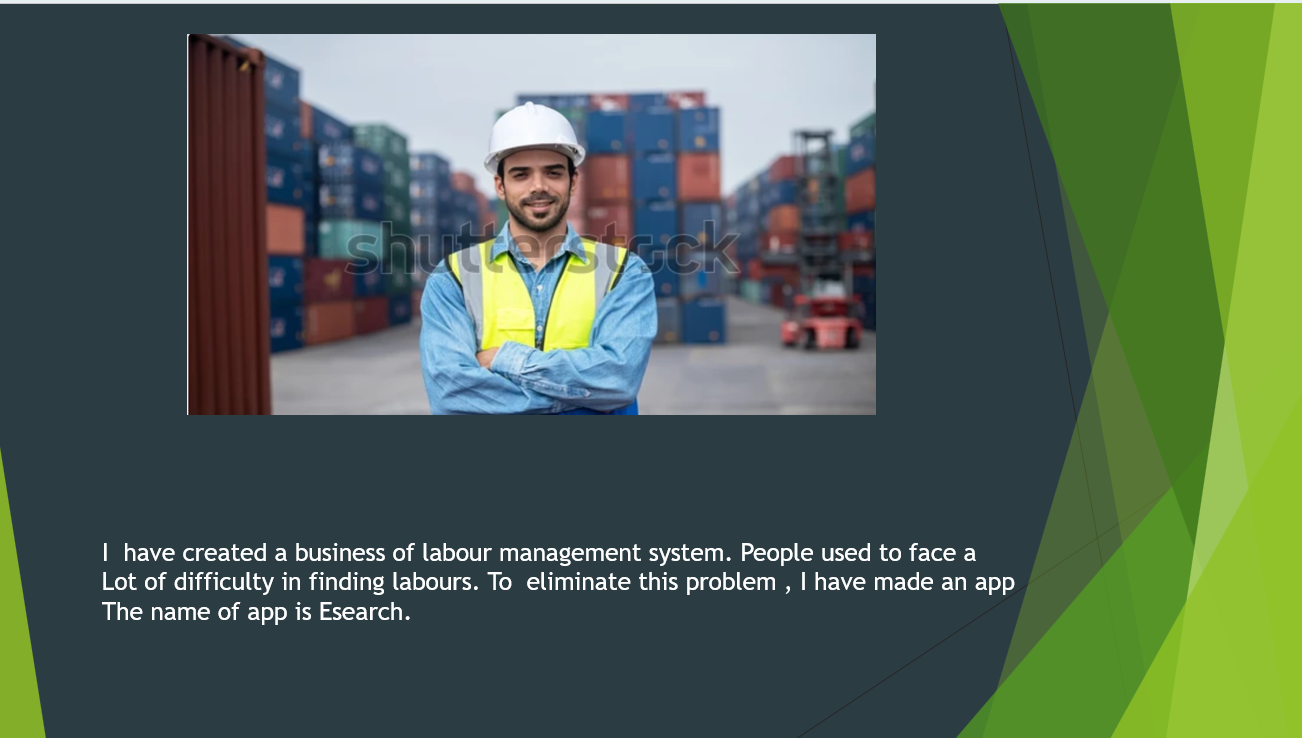 shutterstock
I have created a business of labour management system. People used to face a
Lot of difficulty in finding labours. To eliminate this problem , I have made an app
The name of app is Esearch.